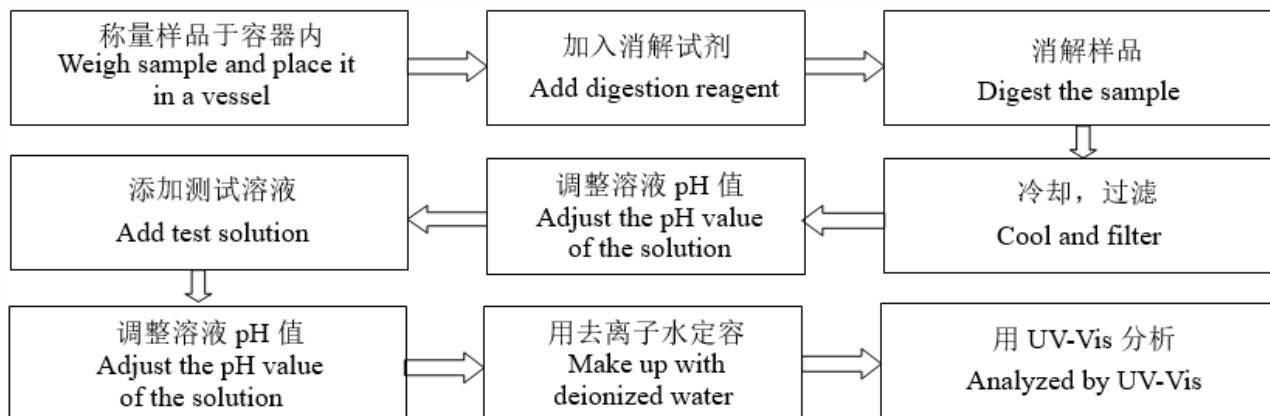 称量样品于容器内
Weigh sample and place it
in a vessel
加入消解试剂
Add digestion reagent
消解样品
Digest the sample
冷却，过滤
Cool and filter
调整溶液 pH 值
Adjust the pH value
of the solution
添加测试溶液
Add test solution
调整溶液 pH 值
Adjust the pH value
of the solution
用去离子水定容
Make up with
deionized water
用 UV-Vis 分析
Analyzed by UV-Vis